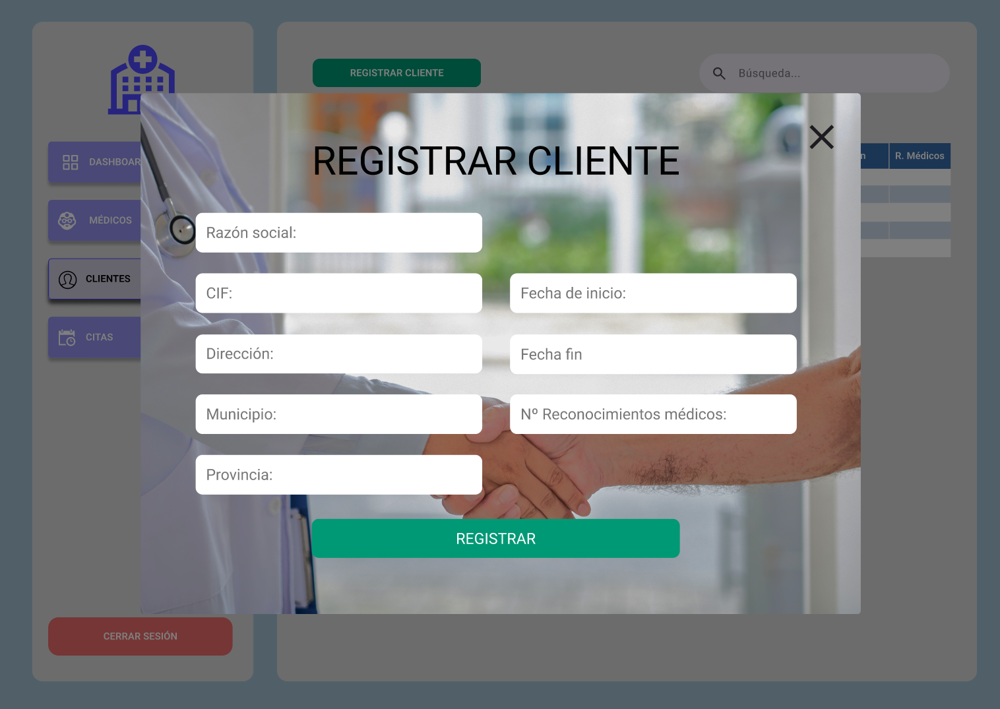 REGISTRAR CLIENTE
Búsqueda...
REGISTRAR CLIENTE
DASHBOAR
n
R. Médicos
MÉDICOS
Razón social:
CLIENTES
CIF:
Fecha de inicio:
CITAS
Dirección:
Fecha fin
Municipio:
Nº Reconocimientos médicos:
Provincia:
REGISTRAR
CERRAR SESIÓN